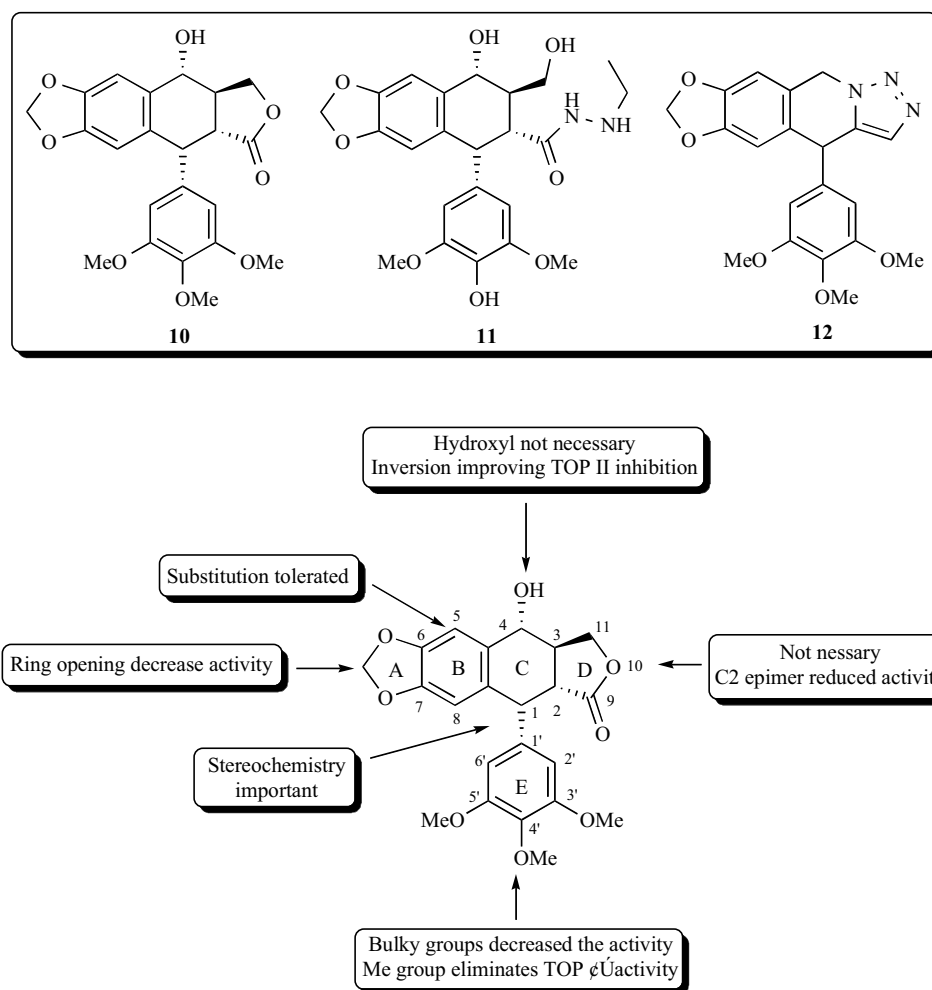 OH
O
O
O
O
10
MeO
OMe
OMe
OH
OH
O
O
H
N
NH
O
MeO
OMe
OH
11
O
O
N
N
N
MeO
OMe
OMe
12
Hydroxyl not necessary
Inversion improving TOP II inhibition
Substitution tolerated
Ring opening decrease activity
Stereochemistry
important
Not nessary
C2 epimer reduced activit
OH
4
5
6
7
8
3
11
10
9
2
1
A
B
C
D
O
O
O
O
1'
6'
2'
E
5'
3'
4'
MeO
OMe
OMe
Bulky groups decreased the activity
Me group eliminates TOP ¢Úactivity